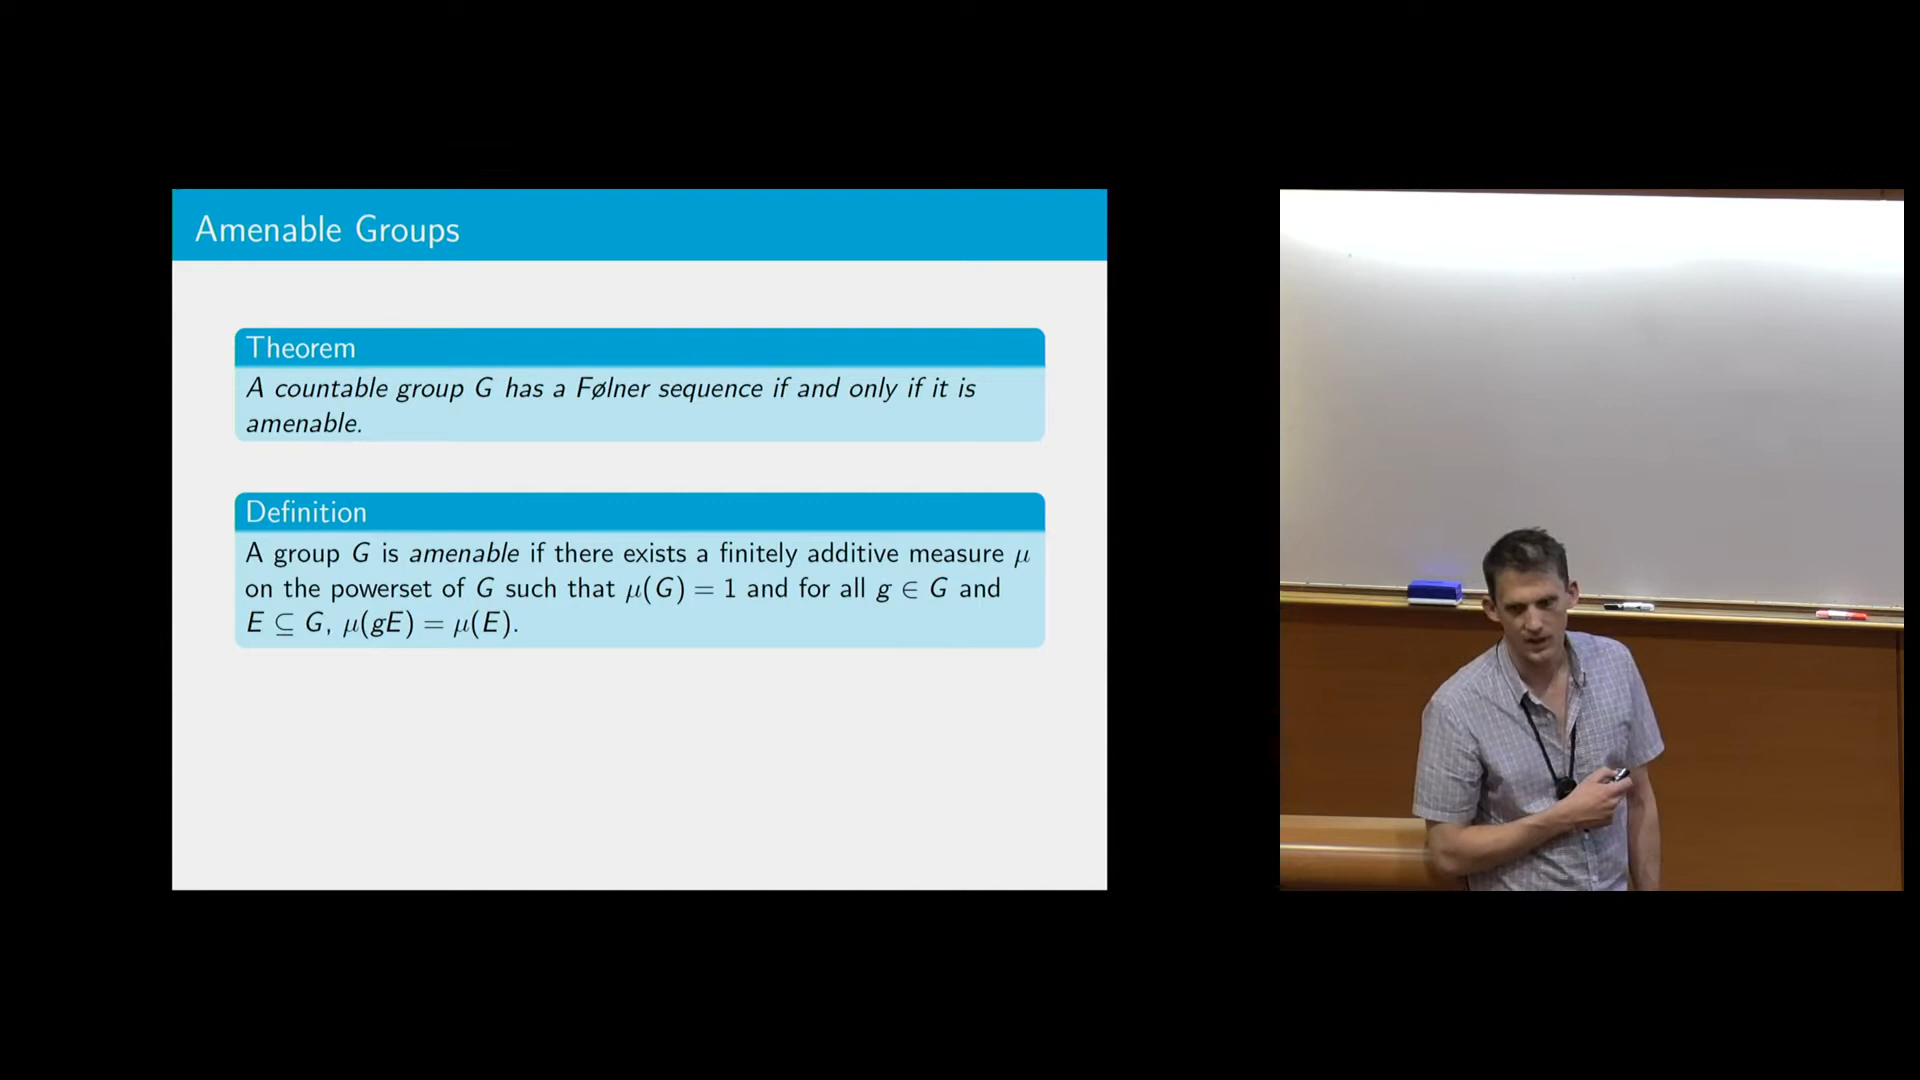 Amenable Groups
Theorem
A countable group G has a Følner sequence if and only if it is
amenable.
Definition
A group G is amenable if there exists a finitely additive measure μ
on the powerset of G such that μ(G) = 1 and for all g ∈ G and
E ⊆ G, μ(gE) = μ(E).